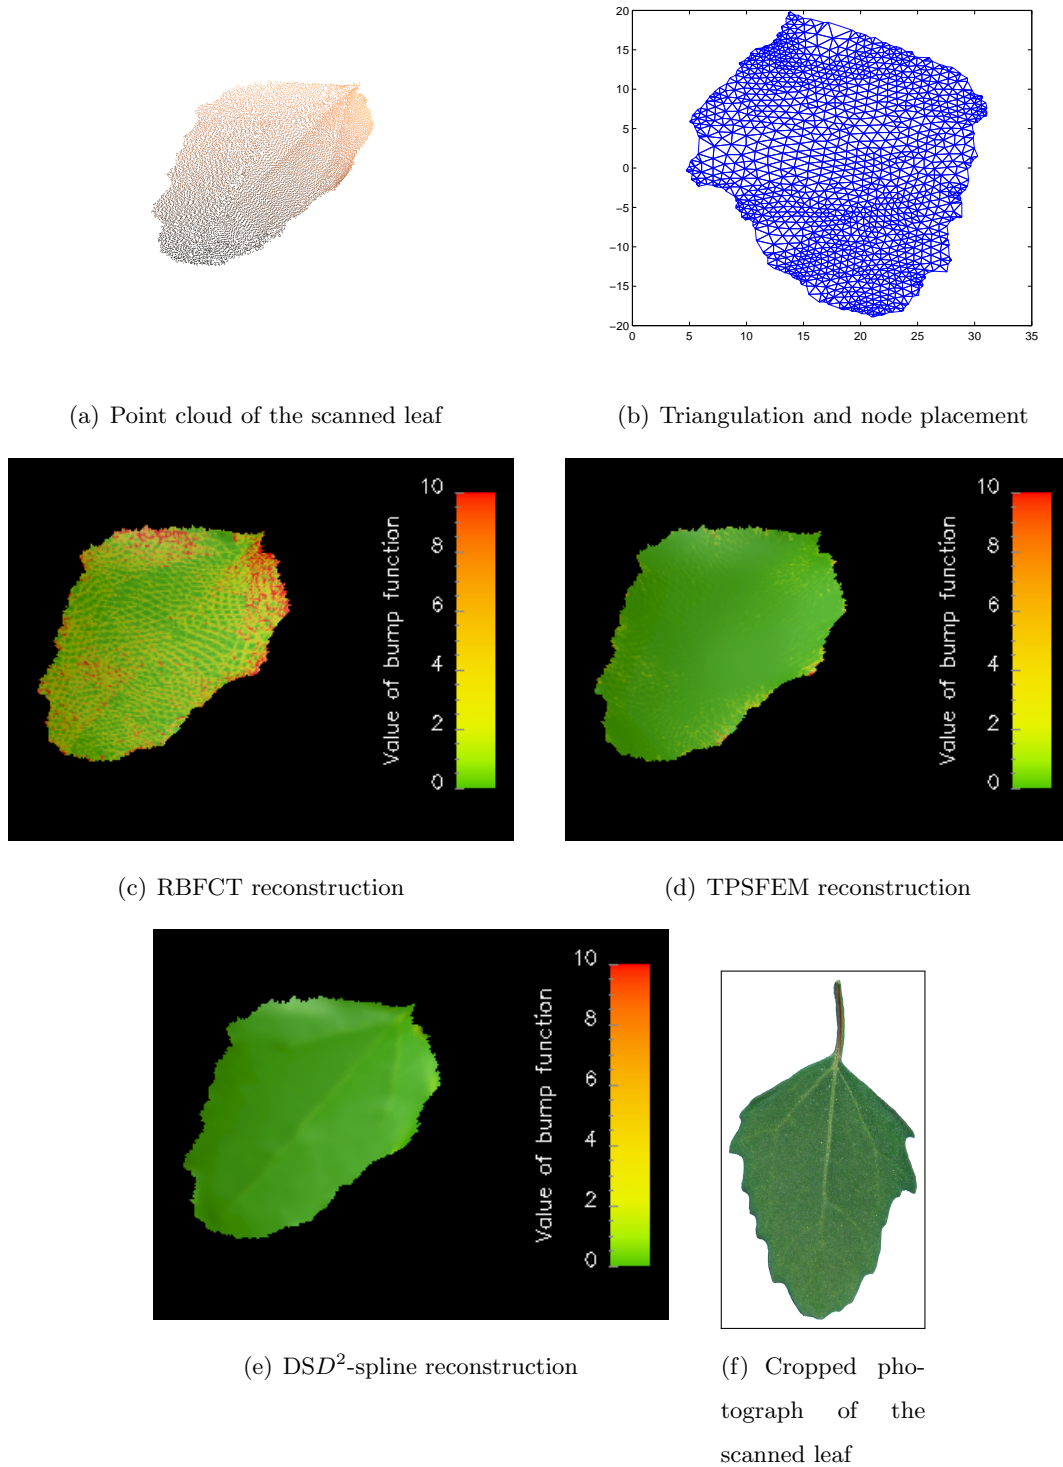 20
15
10
5
0
−5
−10
−15
−20
0 5 10 15 20 25 30 35
(a) Point cloud of the scanned leaf
(b) Triangulation and node placement
10
8
6
4
2
0
Value of bump function
10
8
6
4
2
0
Value of bump function
(c) RBFCT reconstruction
(d) TPSFEM reconstruction
10
8
6
4
2
0
Value of bump function
(e) DSD²-spline reconstruction
(f) Cropped pho-
tograph of the
scanned leaf